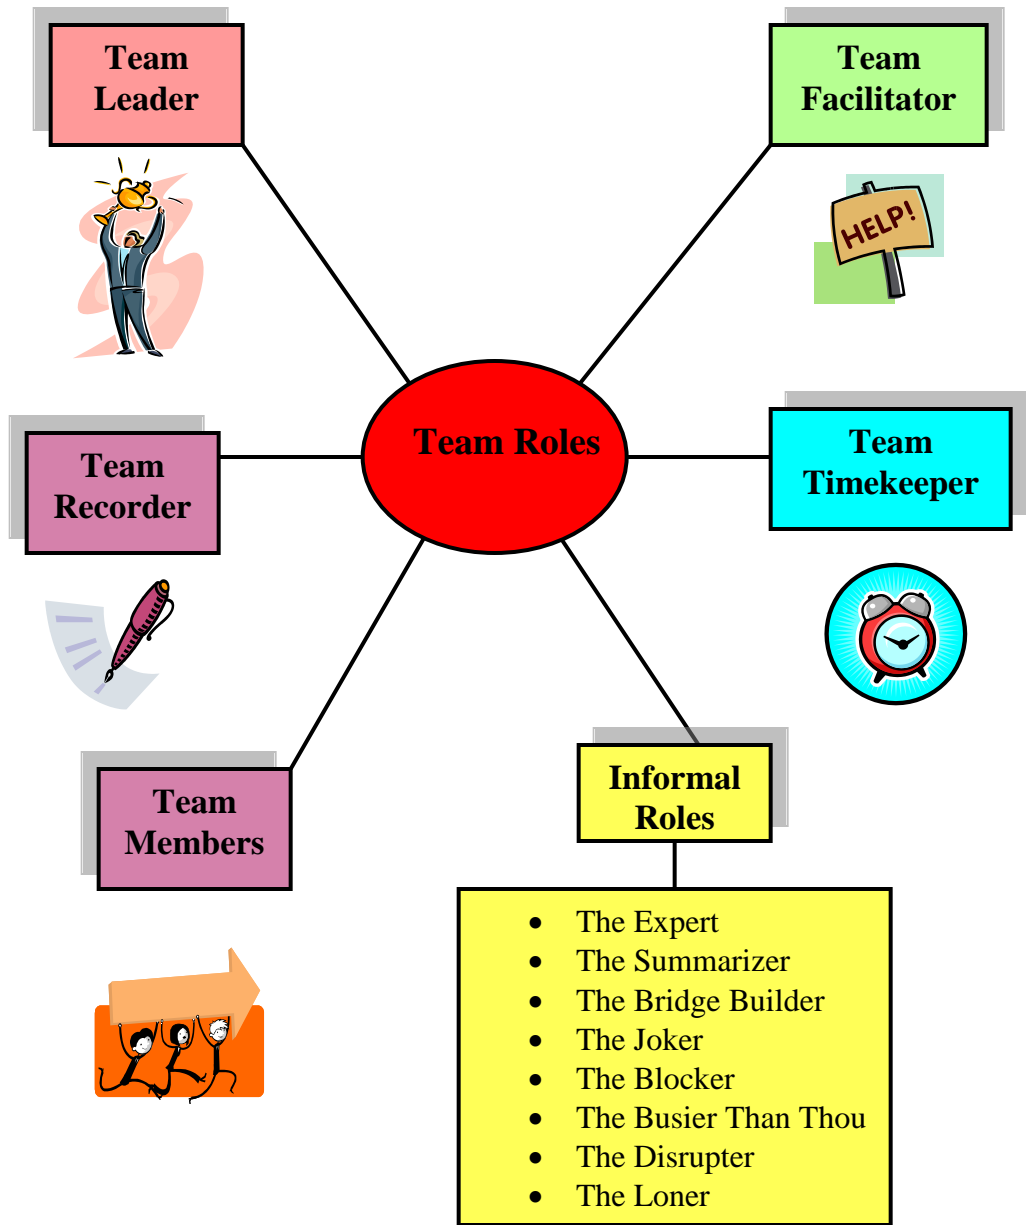 Team
Leader
Team
Facilitator
HELP!
Team Roles
Team
Recorder
Team
Timekeeper
Team
Members
Informal
Roles
• The Expert
• The Summarizer
• The Bridge Builder
• The Joker
• The Blocker
• The Busier Than Thou
• The Disrupter
• The Loner